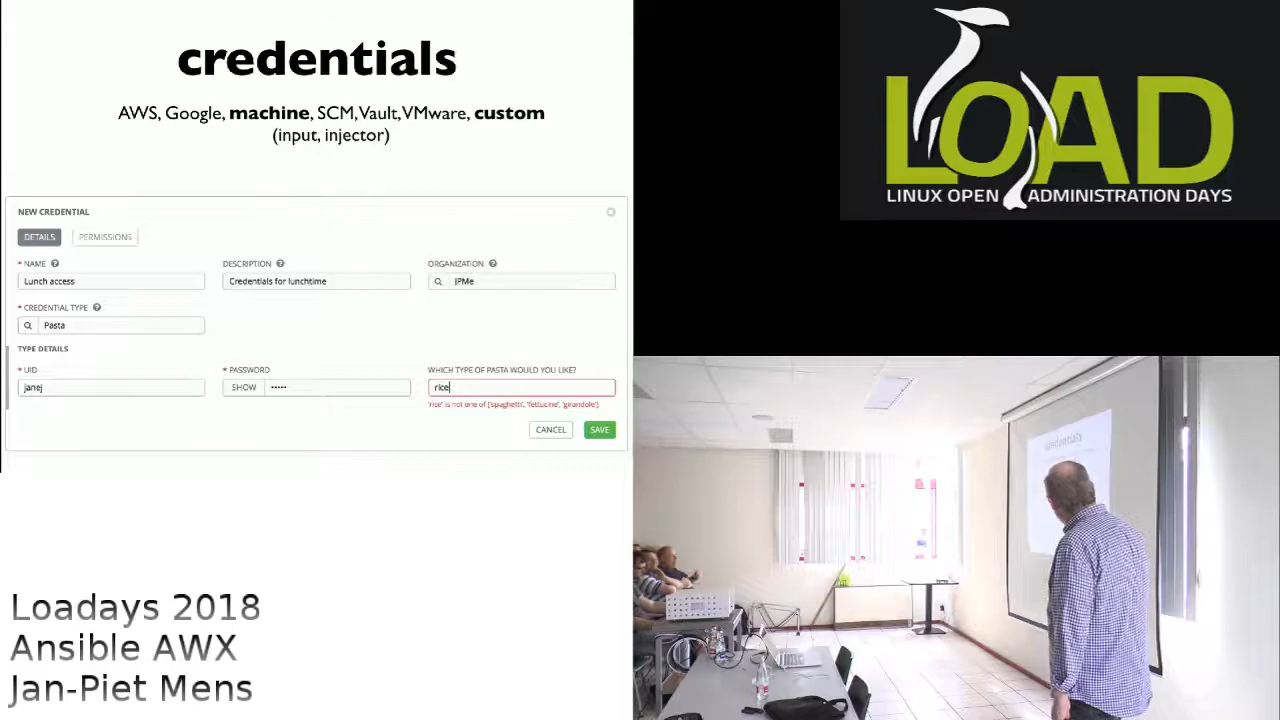 credentials
AWS, Google, machine, SCM, Vault, VMware, custom
(input, injector)
NEW CREDENTIAL
DETAILS
PERMISSIONS
* NAME
DESCRIPTION
ORGANIZATION
Lunch access
Credentials for lunchtime
JPMe
* CREDENTIAL TYPE
Pasta
TYPE DETAILS
* UID
* PASSWORD
WHICH TYPE OF PASTA WOULD YOU LIKE?
janej
SHOW
•••••
rice
'rice' is not one of ['spaghetti', 'fettucine', 'girandole']
CANCEL
SAVE
LOAD
LINUX OPEN ADMINISTRATION DAYS
Loadays 2018
Ansible AWX
Jan-Piet Mens
credentials